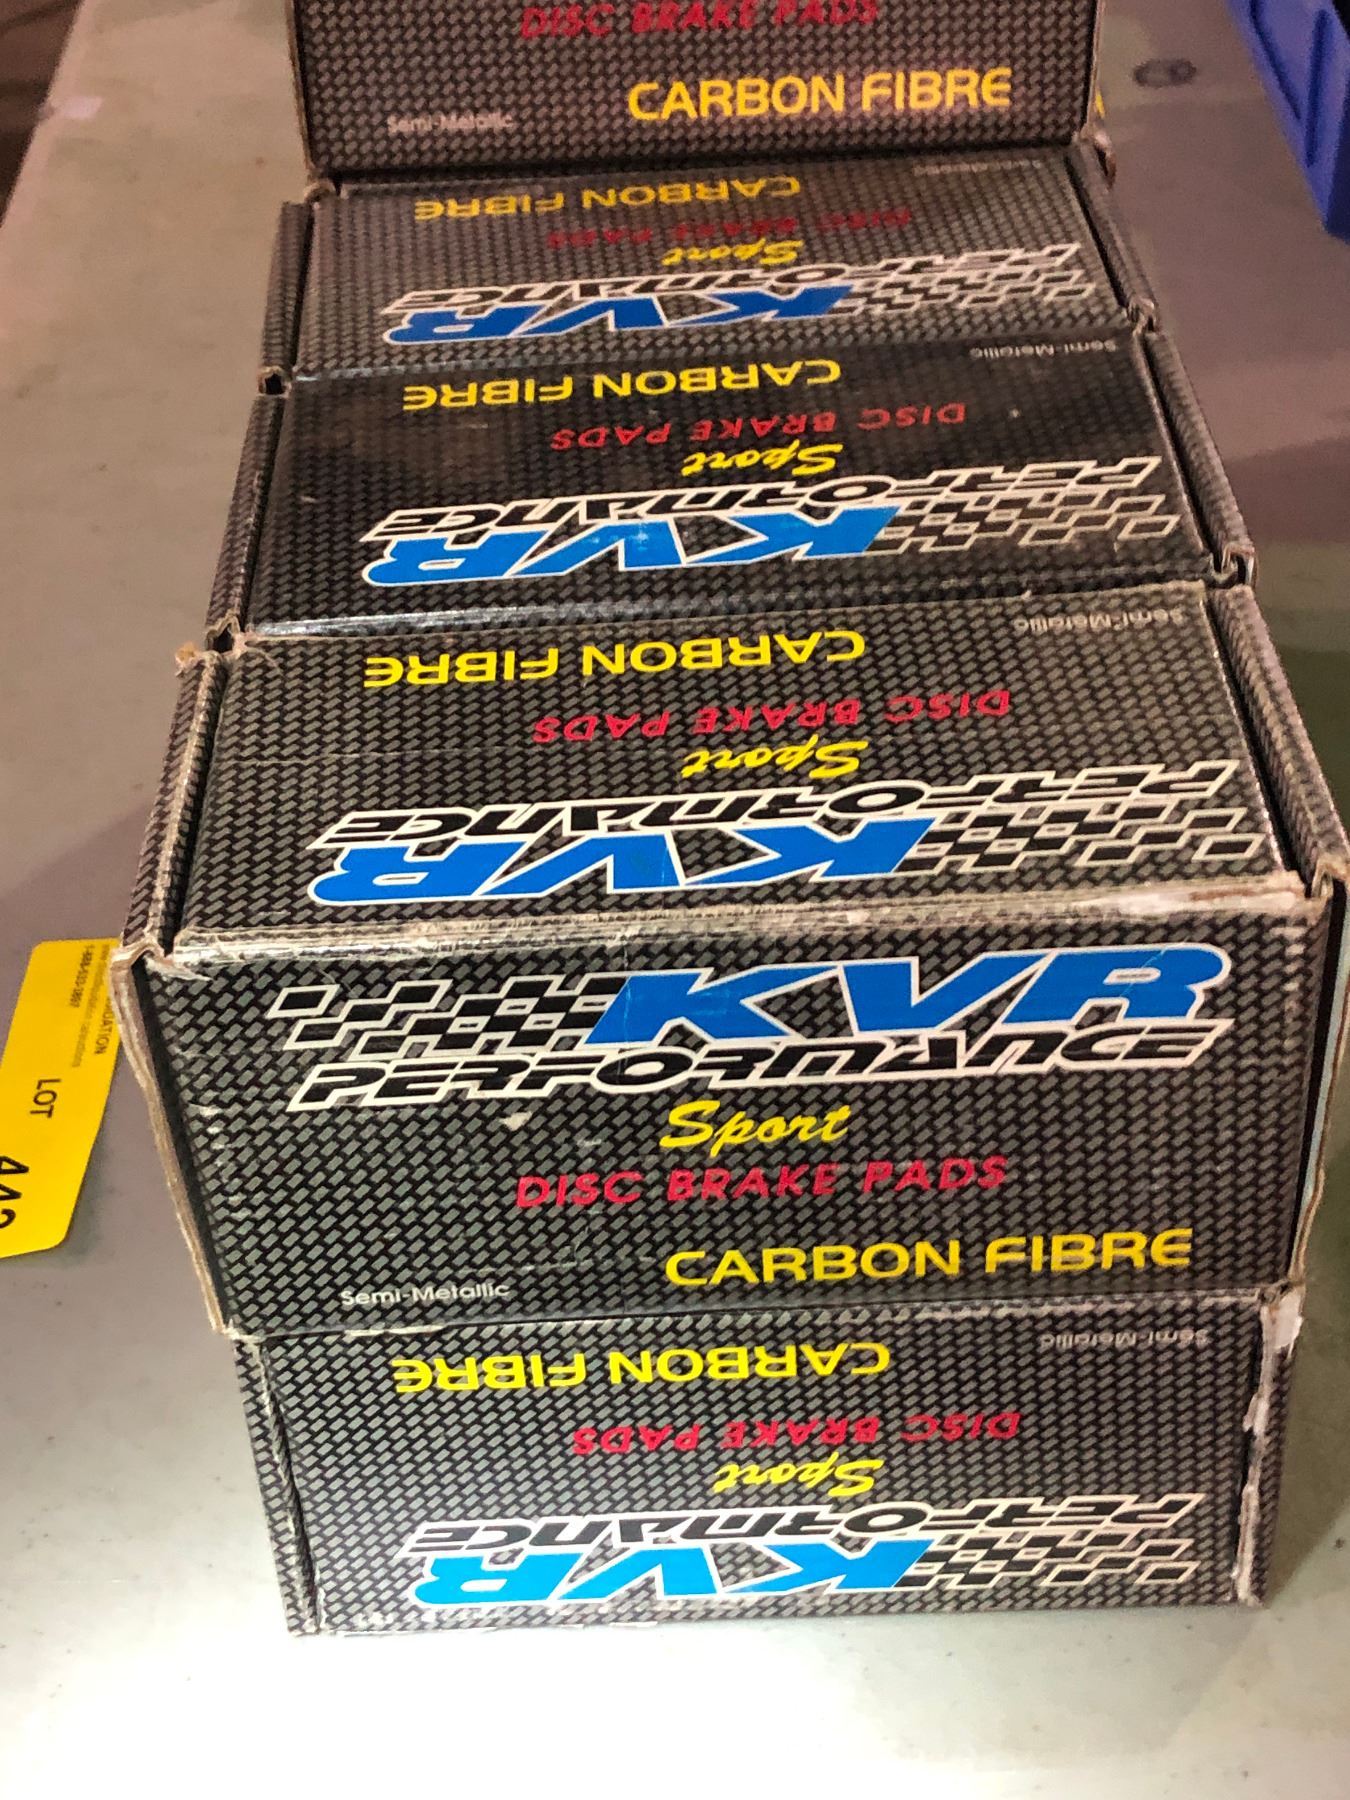 DISC BRAKE PADS
CARBON FIBRE
Semi-Metallic
CARBON FIBRE
DISC BRAKE PADS
Sport
PERFORMANCE
KVR
Semi-Metallic
CARBON FIBRE
DISC BRAKE PADS
Sport
PERFORMANCE
KVR
Semi-Metallic
CARBON FIBRE
DISC BRAKE PADS
Sport
PERFORMANCE
KVR
KVR
PERFORMANCE
Sport
DISC BRAKE PADS
CARBON FIBRE
Semi-Metallic
Semi-Metallic
CARBON FIBRE
DISC BRAKE PADS
Sport
PERFORMANCE
KVR
LOT